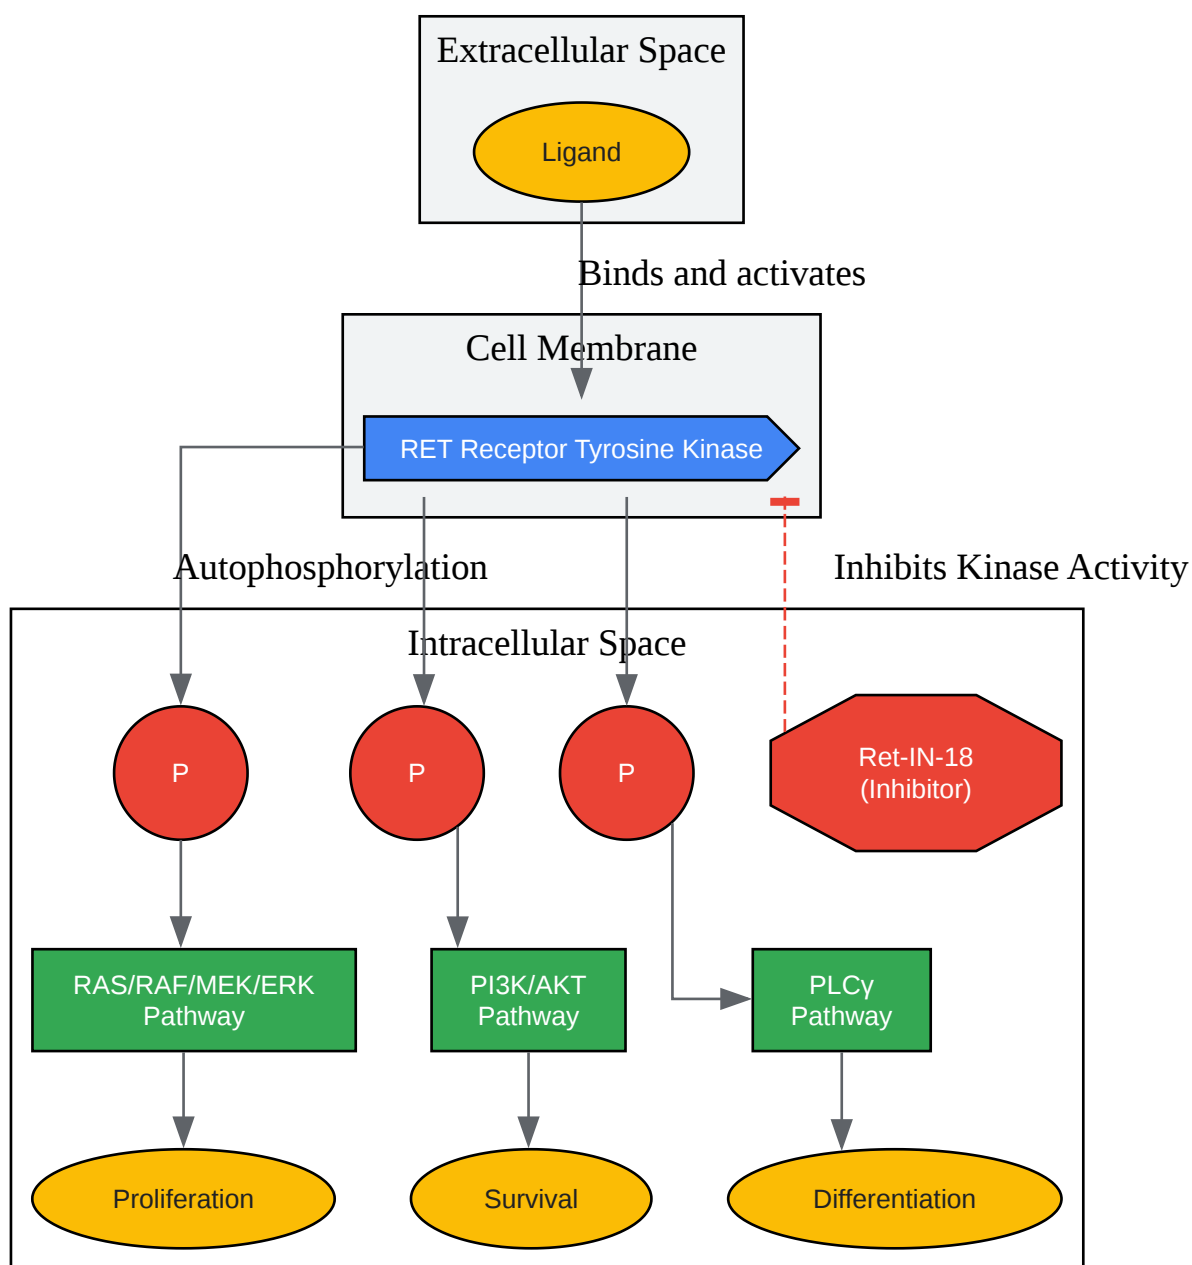 Extracellular Space
Ligand
Binds and activates
Cell Membrane
RET Receptor Tyrosine Kinase
Autophosphorylation
Inhibits Kinase Activity
Intracellular Space
P
P
P
Ret-IN-18
(Inhibitor)
RAS/RAF/MEK/ERK
Pathway
PI3K/AKT
Pathway
PLCγ
Pathway
Proliferation
Survival
Differentiation